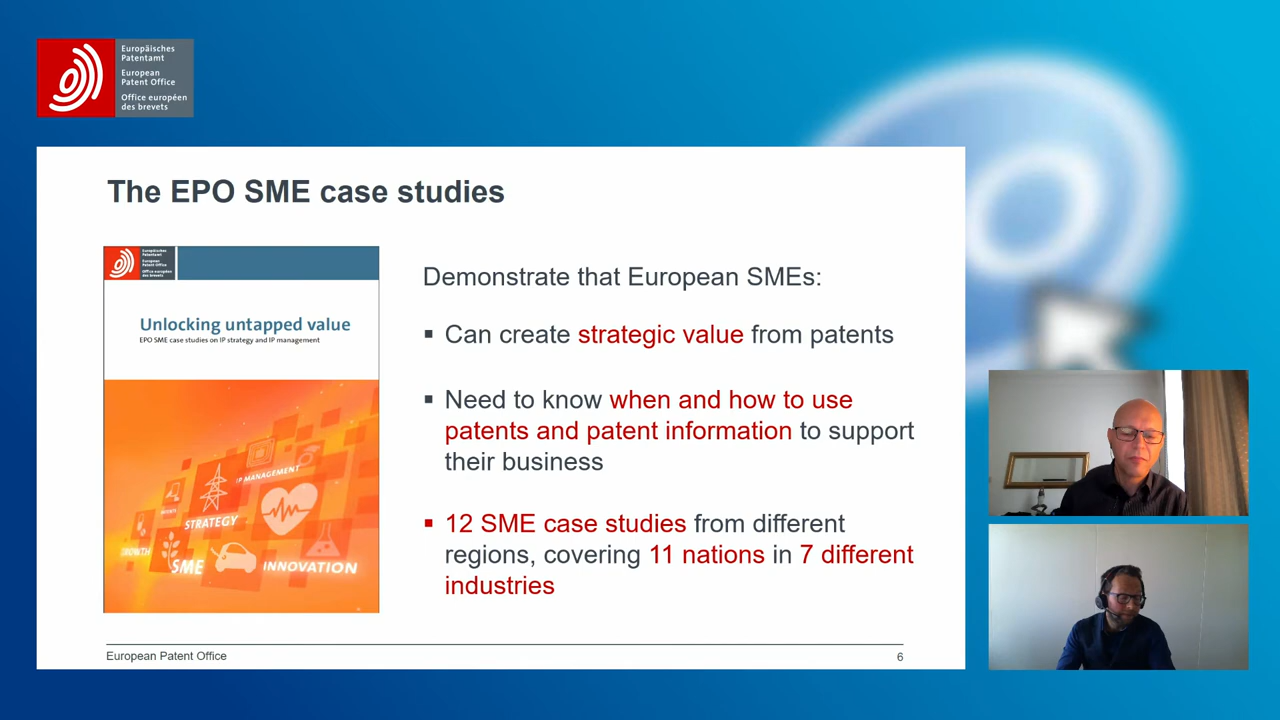 Europäisches
Patentamt
European
Patent Office
Office européen
des brevets
The EPO SME case studies
Europäisches
Patentamt
European
Patent Office
Office européen
des brevets
Unlocking untapped value
EPO SME case studies on IP strategy and IP management
IP MANAGEMENT
STRATEGY
GROWTH
SME
INNOVATION
Demonstrate that European SMEs:
▪ Can create strategic value from patents
▪ Need to know when and how to use
patents and patent information to support
their business
▪ 12 SME case studies from different
regions, covering 11 nations in 7 different
industries
European Patent Office
6